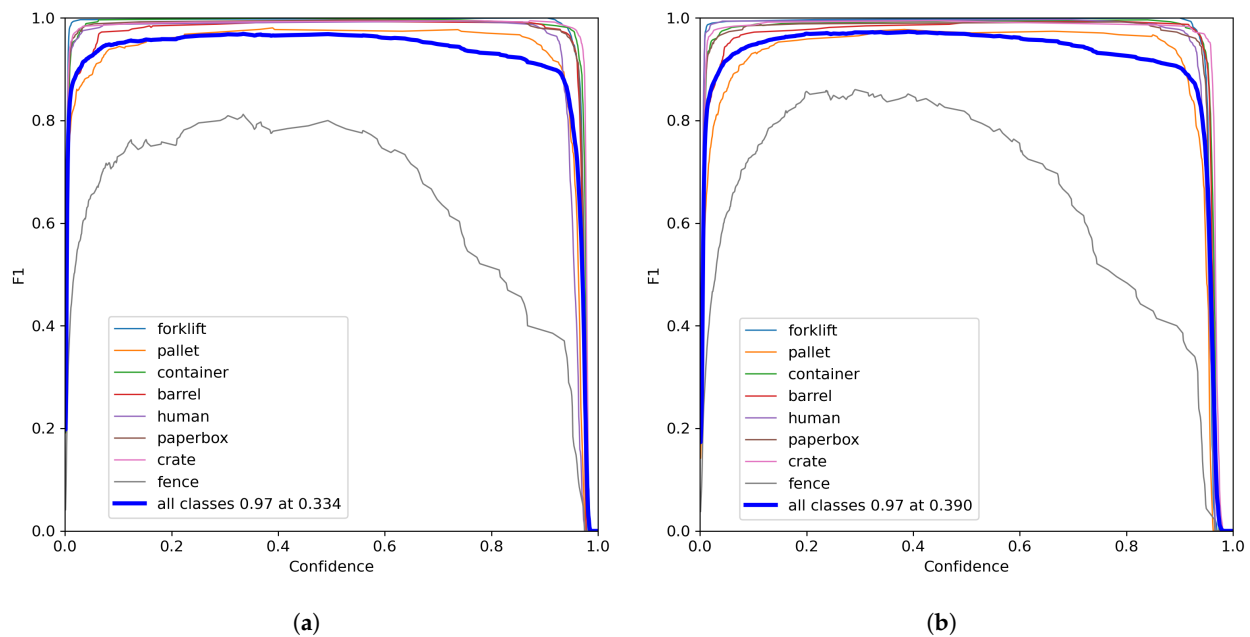 1.0
0.8
0.6
0.4
0.2
0.0
F1
0.0 0.2 0.4 0.6 0.8 1.0
Confidence
forklift
pallet
container
barrel
human
paperbox
crate
fence
all classes 0.97 at 0.334
(a)
1.0
0.8
0.6
0.4
0.2
0.0
F1
0.0 0.2 0.4 0.6 0.8 1.0
Confidence
forklift
pallet
container
barrel
human
paperbox
crate
fence
all classes 0.97 at 0.390
(b)